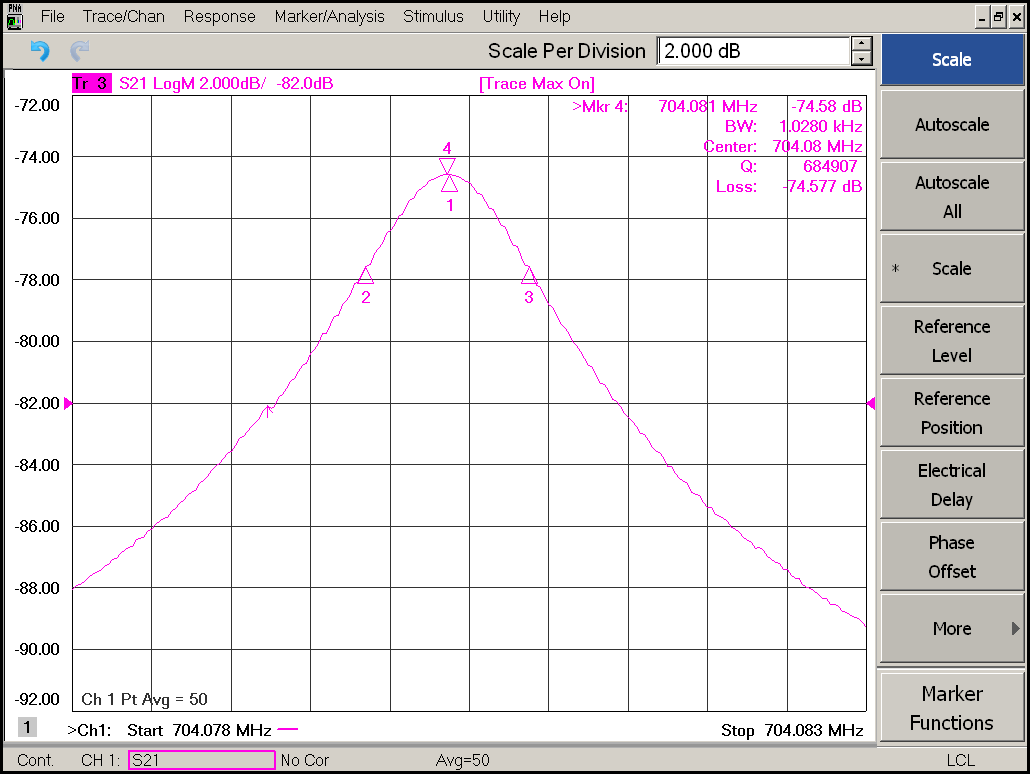 PNA
File Trace/Chan Response Marker/Analysis Stimulus Utility Help
Scale Per Division 2.000 dB
Scale
Tr 3 S21 LogM 2.000dB/ -82.0dB [Trace Max On]
>Mkr 4: 704.081 MHz -74.58 dB
BW: 1.0280 kHz
Center: 704.08 MHz
Q: 684907
Loss: -74.577 dB
-72.00
-74.00
-76.00
-78.00
-80.00
-82.00
-84.00
-86.00
-88.00
-90.00
-92.00
4
1
2
3
Ch 1 Pt Avg = 50
1 >Ch1: Start 704.078 MHz Stop 704.083 MHz
Autoscale
Autoscale
All
* Scale
Reference
Level
Reference
Position
Electrical
Delay
Phase
Offset
More
Marker
Functions
Cont. CH 1: S21 No Cor Avg=50 LCL